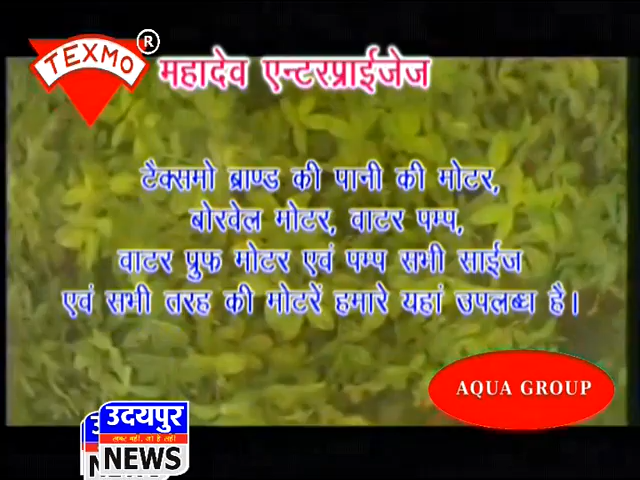 TEXMO ®
महादेव एन्टरप्राईजेज
टैक्समो ब्राण्ड की पानी की मोटर,
बोरवेल मोटर, वाटर पम्प,
वाटर प्रुफ मोटर एवं पम्प सभी साईज
एवं सभी तरह की मोटरें हमारे यहां उपलब्ध है।
AQUA GROUP
उदयपुर
NEWS